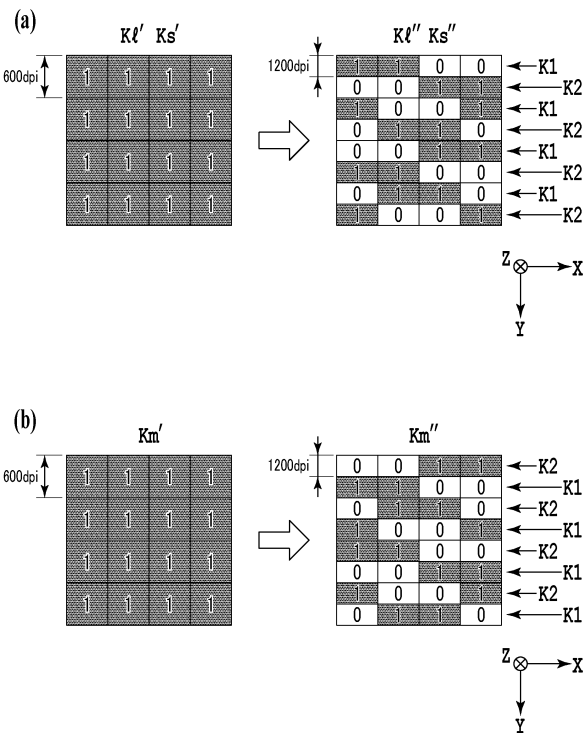 (a)
Kℓ′ Ks′
Kℓ″ Ks″
600dpi
1 1 1 1
1 1 1 1
1 1 1 1
1 1 1 1
1200dpi
1 1 0 0 K1
0 0 1 1 K2
1 0 0 1 K1
0 1 1 0 K2
0 0 1 1 K1
1 1 0 0 K2
0 1 1 0 K1
1 0 0 1 K2
Z X
Y
(b)
Km′
Km″
600dpi
1 1 1 1
1 1 1 1
1 1 1 1
1 1 1 1
1200dpi
0 0 1 1 K2
1 1 0 0 K1
0 1 1 0 K2
1 0 0 1 K1
1 1 0 0 K2
0 0 1 1 K1
1 0 0 1 K2
0 1 1 0 K1
Z X
Y